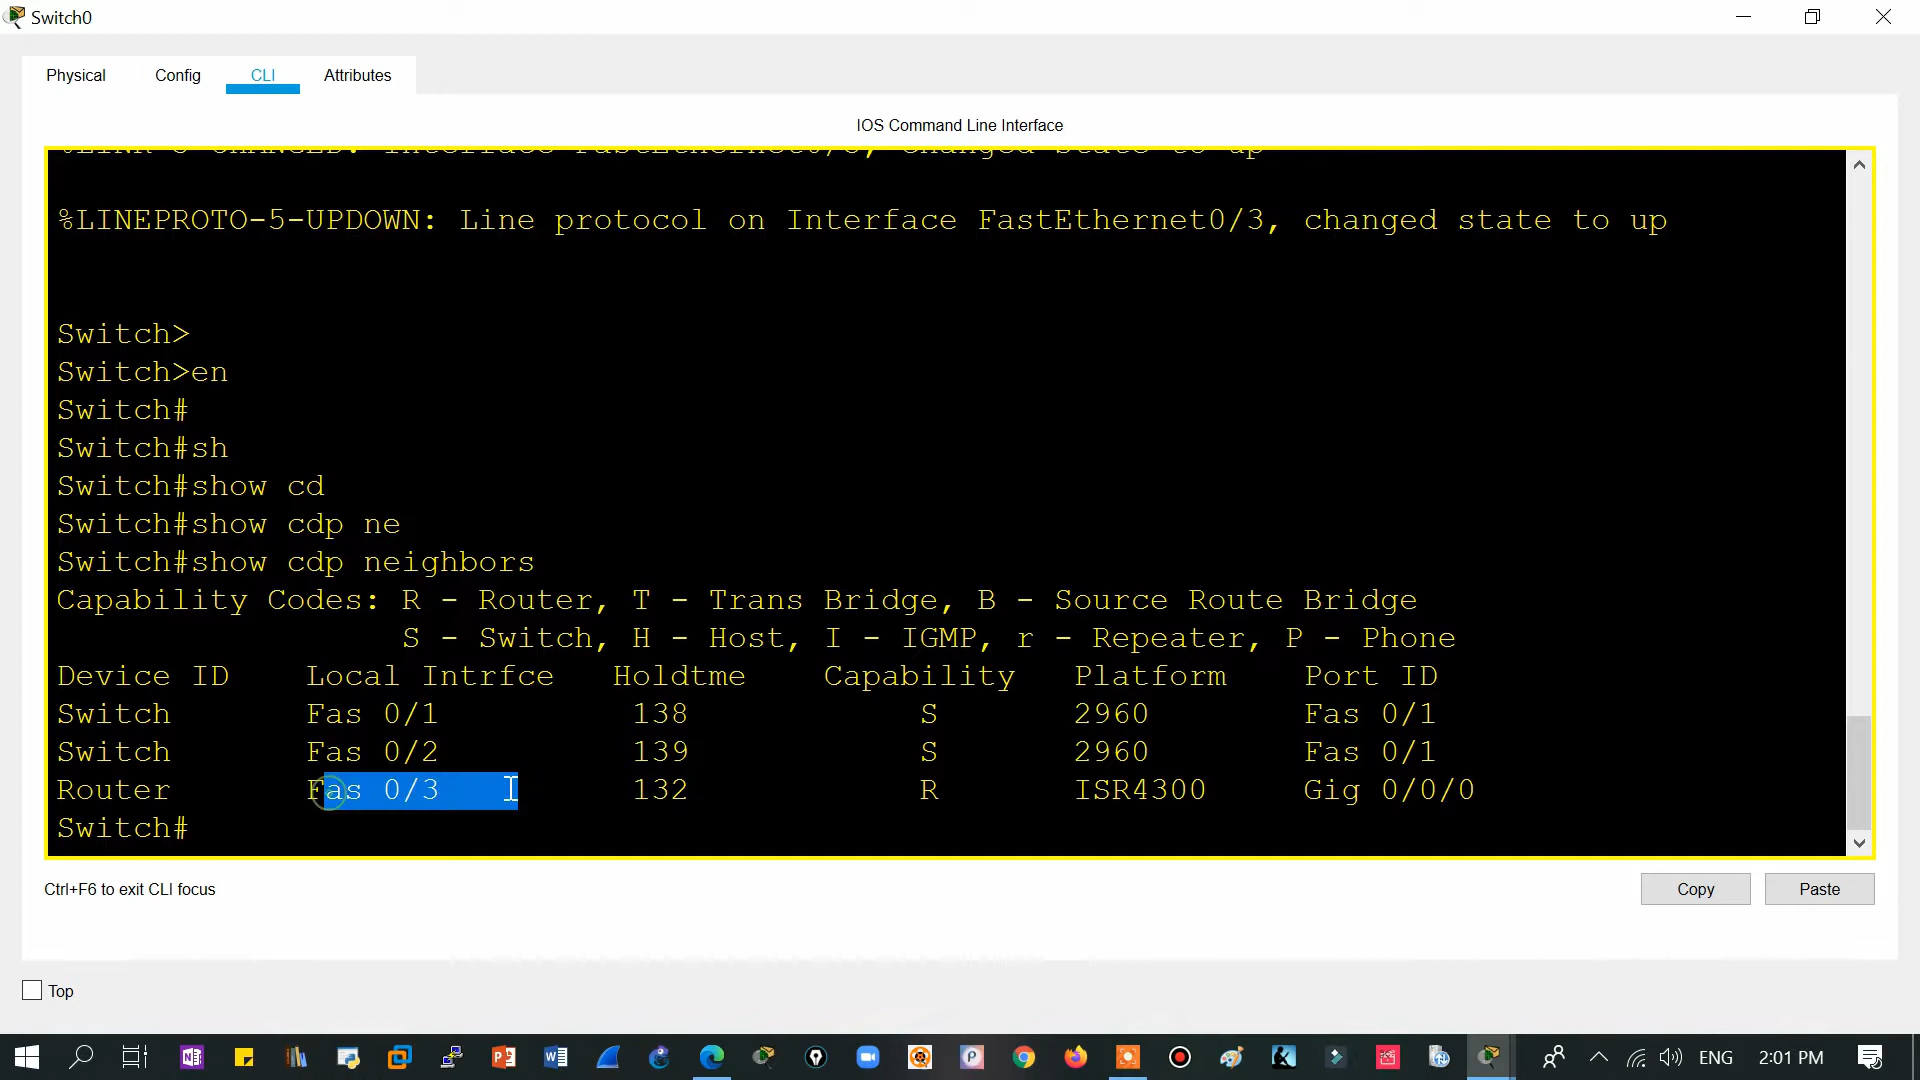 Switch0
Physical Config CLI Attributes
IOS Command Line Interface
%LINK-5-CHANGED: Interface FastEthernet0/3, changed state to up
%LINEPROTO-5-UPDOWN: Line protocol on Interface FastEthernet0/3, changed state to up
Switch>
Switch>en
Switch#
Switch#sh
Switch#show cd
Switch#show cdp ne
Switch#show cdp neighbors
Capability Codes: R - Router, T - Trans Bridge, B - Source Route Bridge
S - Switch, H - Host, I - IGMP, r - Repeater, P - Phone
Device ID Local Intrfce Holdtme Capability Platform Port ID
Switch Fas 0/1 138 S 2960 Fas 0/1
Switch Fas 0/2 139 S 2960 Fas 0/1
Router Fas 0/3 132 R ISR4300 Gig 0/0/0
Switch#
Ctrl+F6 to exit CLI focus
Copy Paste
Top
ENG 2:01 PM